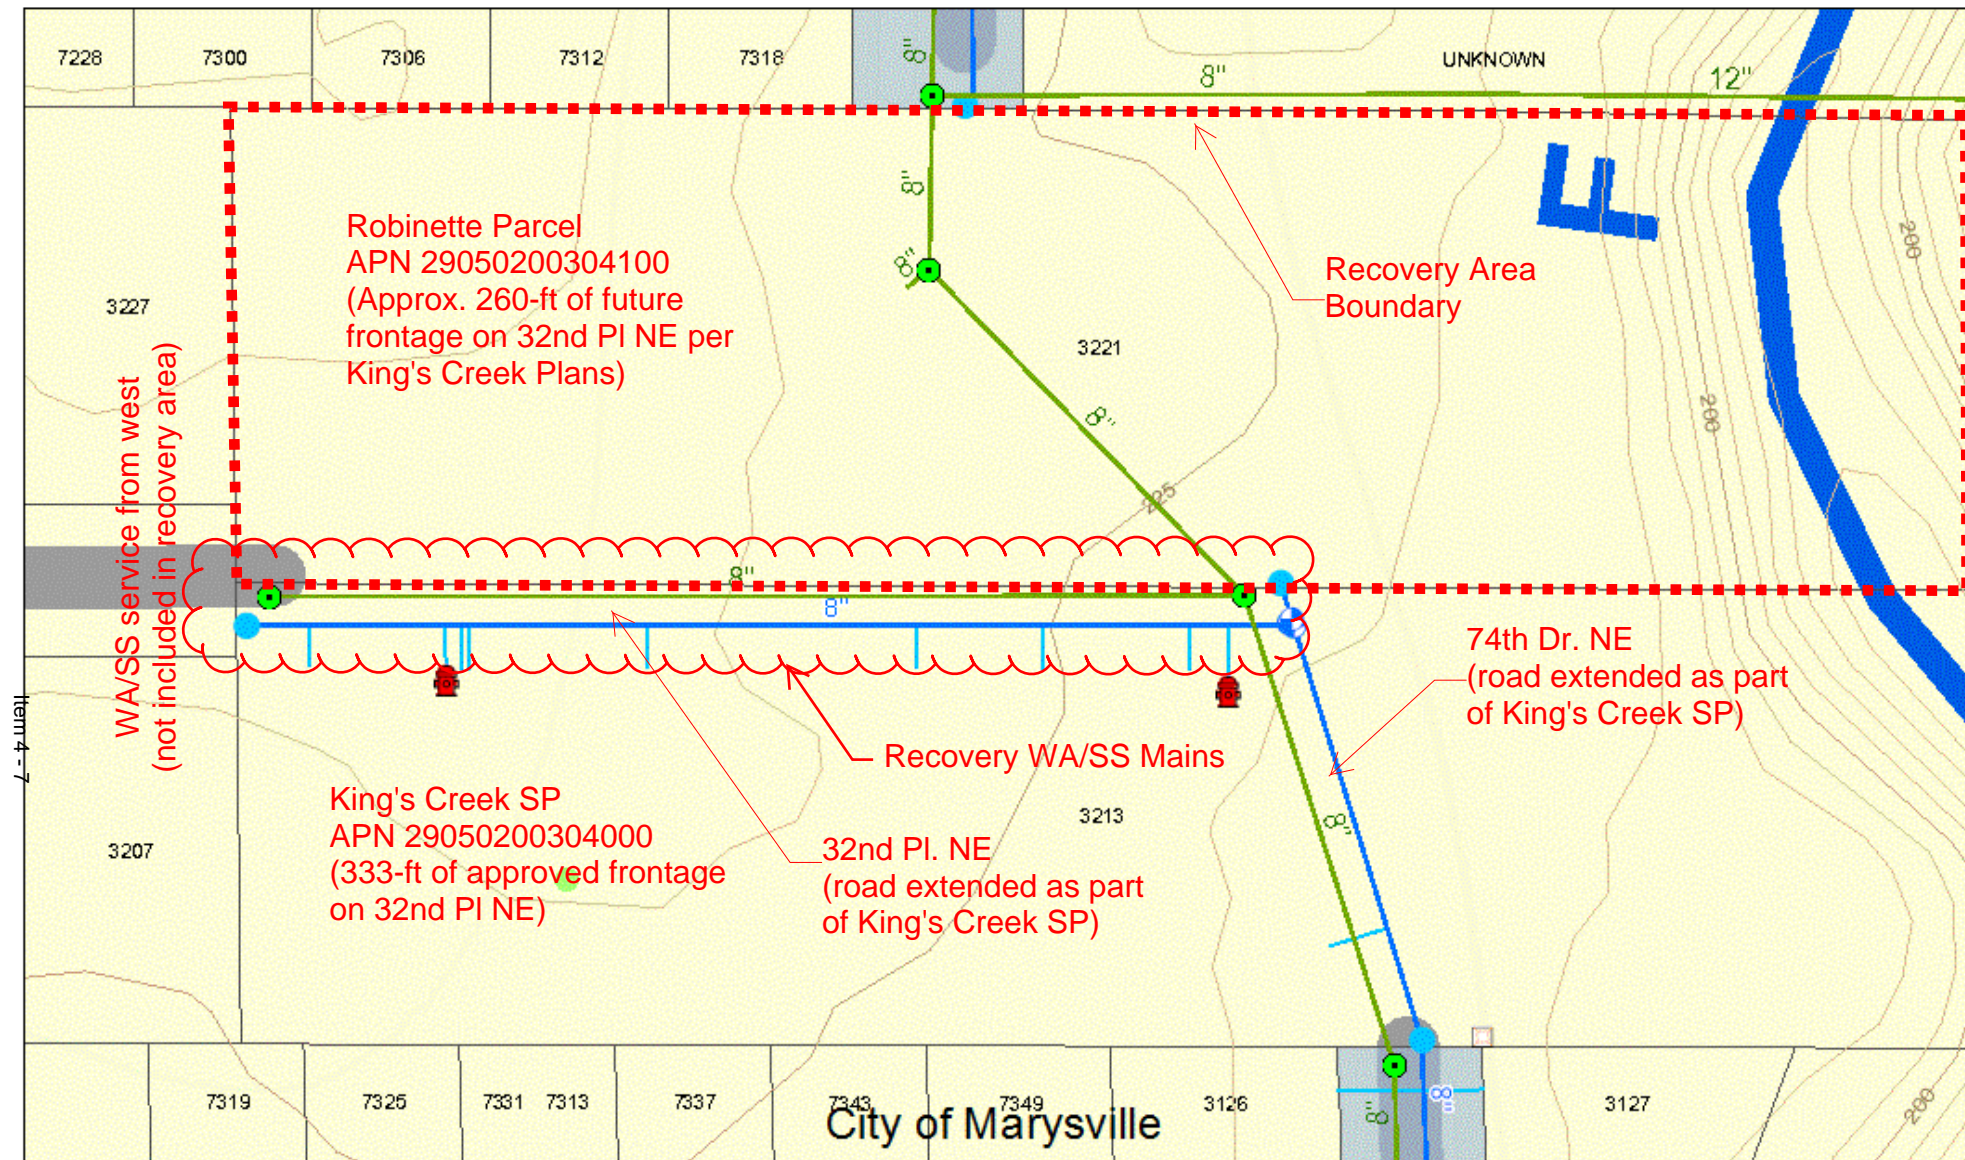 7228
7300
7306
7312
7318
8"
8"
UNKNOWN
12"
8"
8"
Robinette Parcel
APN 29050200304100
(Approx. 260-ft of future
frontage on 32nd Pl NE per
King's Creek Plans)
Recovery Area
Boundary
F
200
3227
3221
200
8"
225
WA/SS service from west
(not included in recovery area)
8"
8"
74th Dr. NE
(road extended as part
of King's Creek SP)
Item 4 - 7
Recovery WA/SS Mains
King's Creek SP
APN 29050200304000
(333-ft of approved frontage
on 32nd Pl NE)
32nd Pl. NE
(road extended as part
of King's Creek SP)
3213
8"
3207
7319
7325
7331
7313
7337
7343
7349
3126
8"
8"
3127
200
City of Marysville